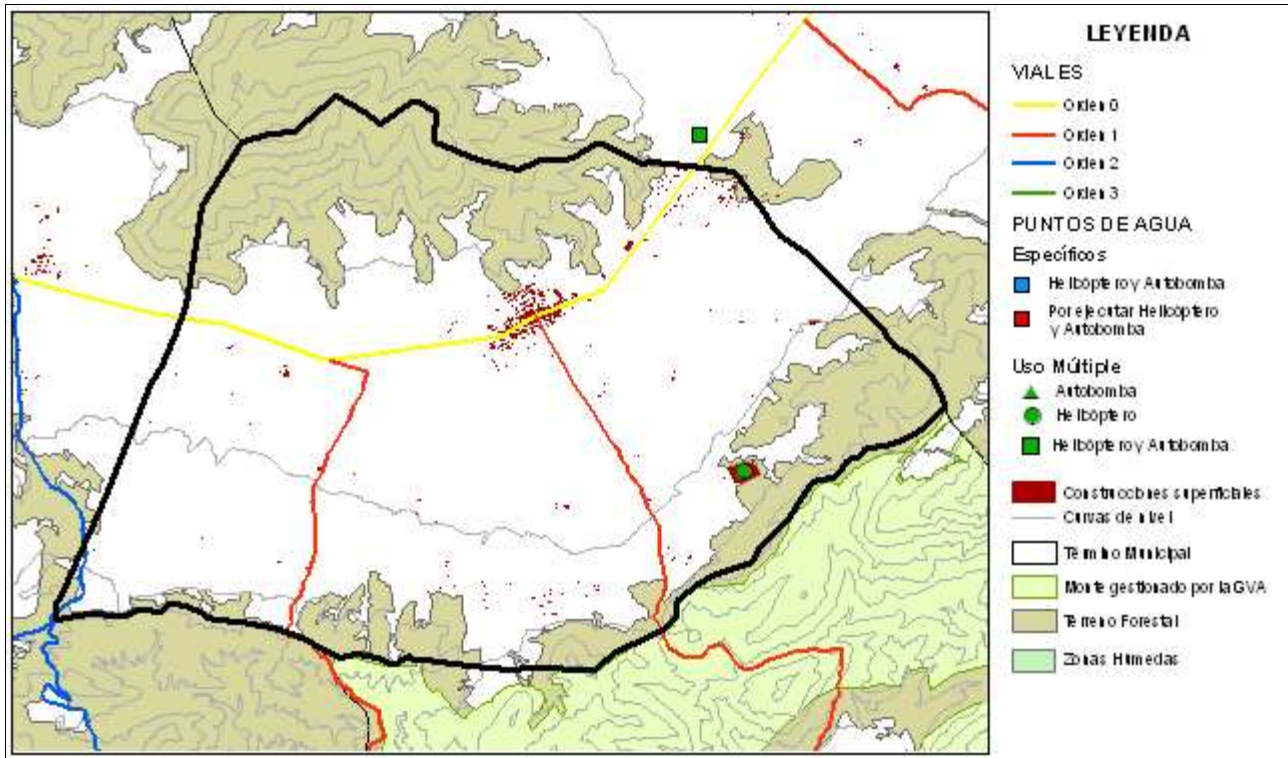 LEYENDA
VIALES
Orden 0
Orden 1
Orden 2
Orden 3
PUNTOS DE AGUA
Específicos
Helicóptero y Autobomba
Por ejecutar Helicóptero
y Autobomba
Uso Múltiple
Autobomba
Helicóptero
Helicóptero y Autobomba
Construcciones superficiales
Curvas de nivel
Término Municipal
Monte gestionado por la GVA
Terreno Forestal
Zonas Húmedas